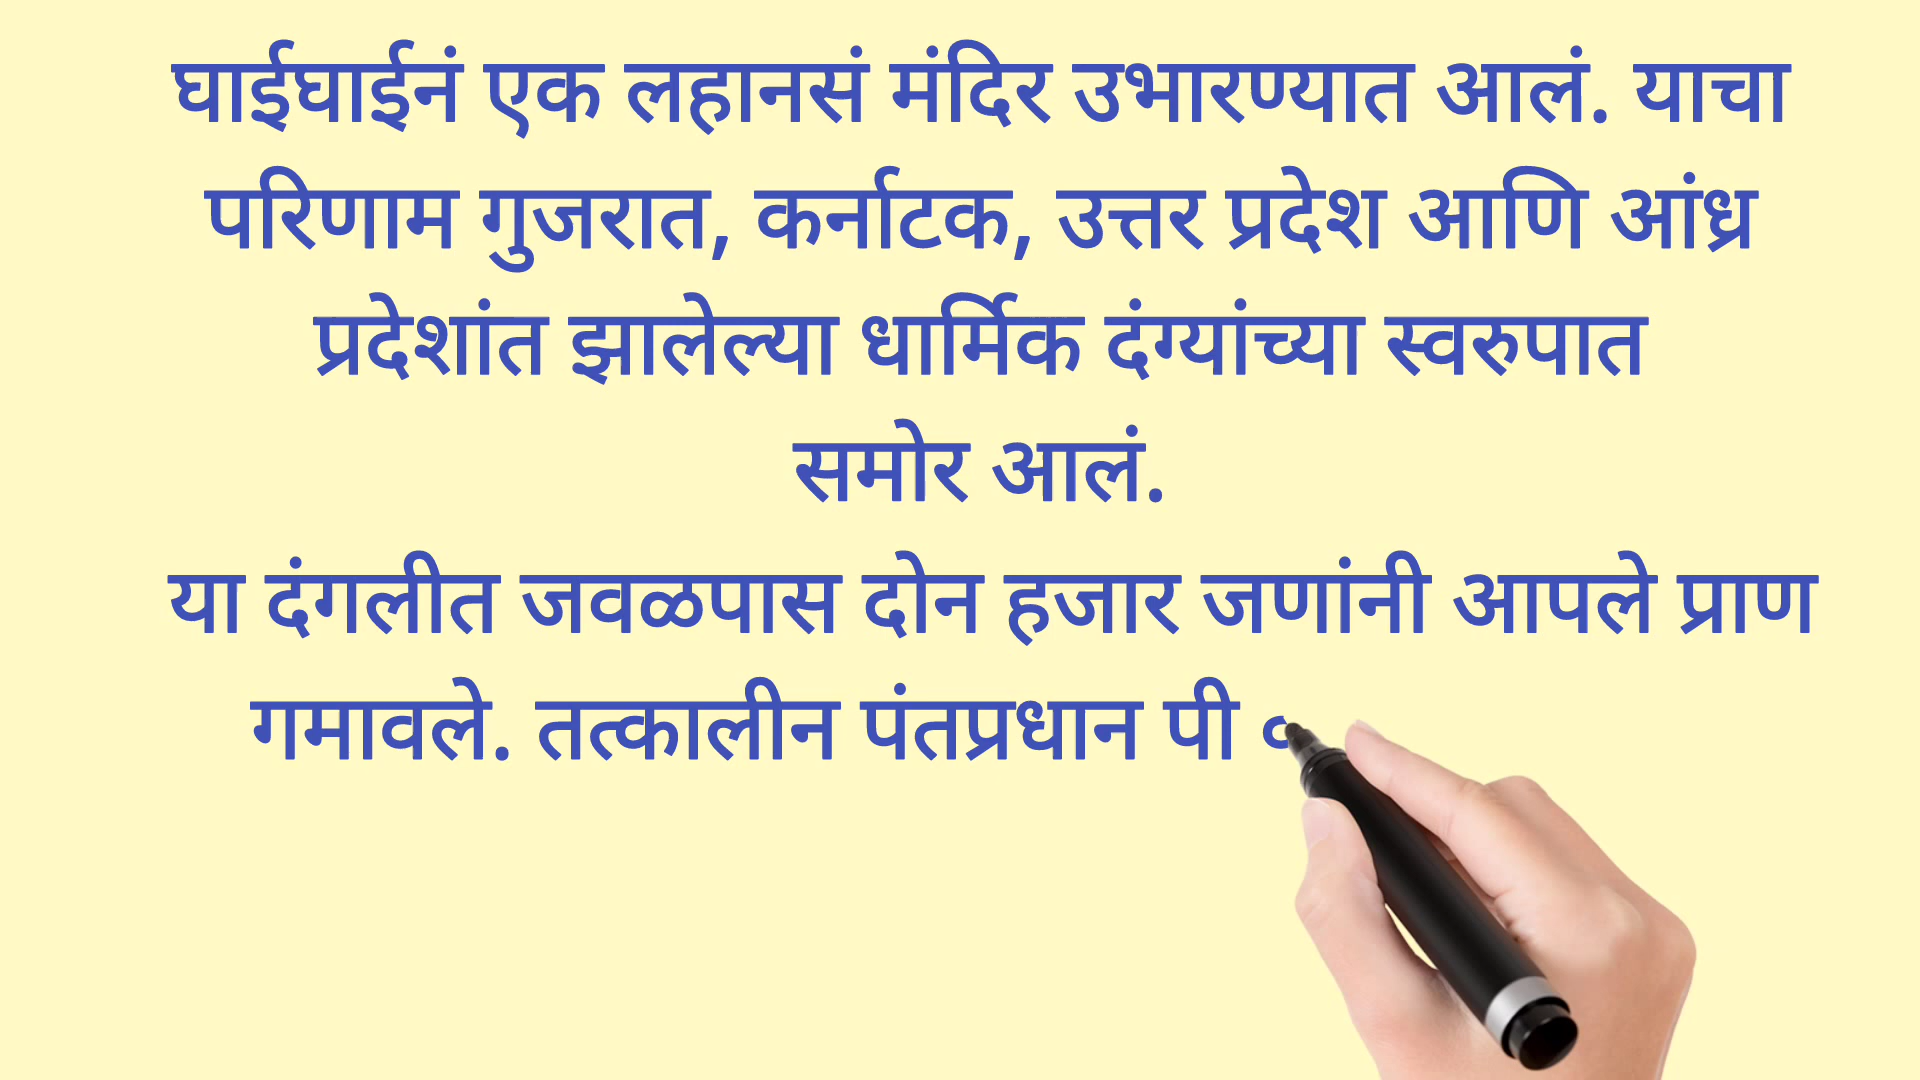 घाईघाईनं एक लहानसं मंदिर उभारण्यात आलं. याचा
परिणाम गुजरात, कर्नाटक, उत्तर प्रदेश आणि आंध्र
प्रदेशांत झालेल्या धार्मिक दंग्यांच्या स्वरुपात
समोर आलं.
या दंगलीत जवळपास दोन हजार जणांनी आपले प्राण
गमावले. तत्कालीन पंतप्रधान पी